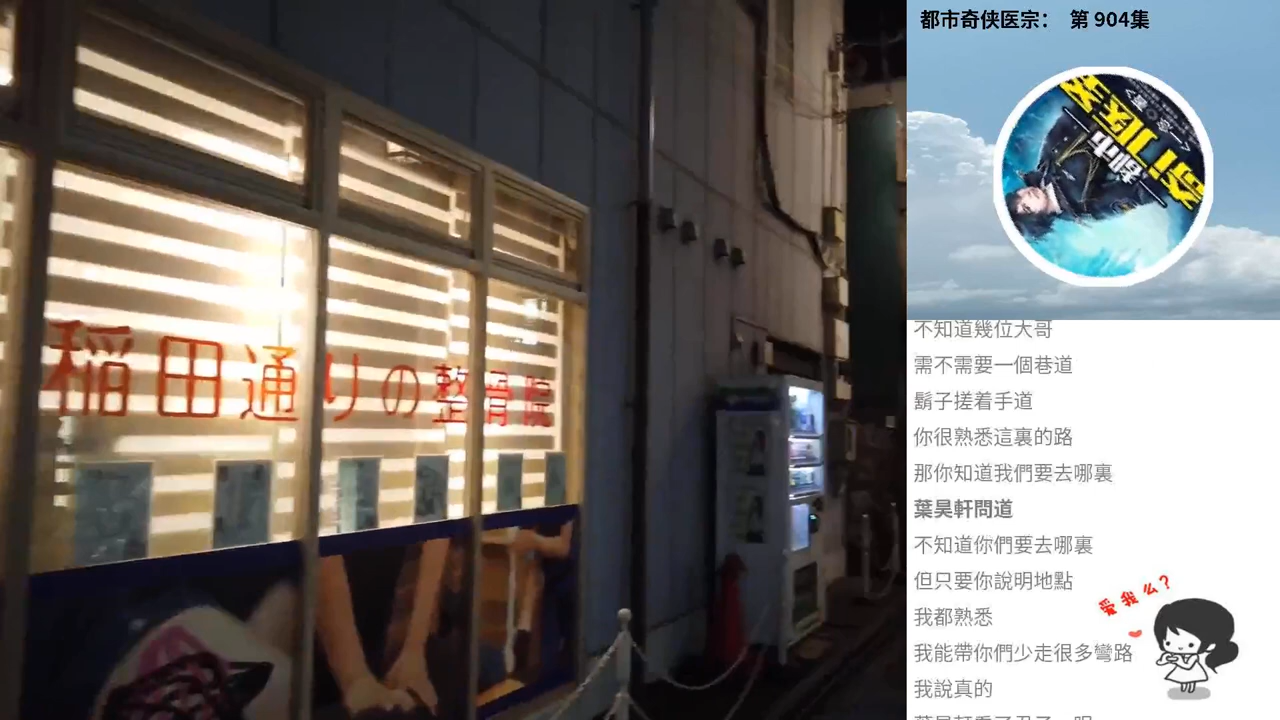 稲田通りの整骨院
都市奇侠医宗： 第 904集
不知道幾位大哥
需不需要一個巷道
鬍子搓着手道
你很熟悉這裏的路
那你知道我們要去哪裏
葉昊軒問道
不知道你們要去哪裏
但只要你說明地點
我都熟悉
我能帶你們少走很多彎路
我說真的
爱我么?